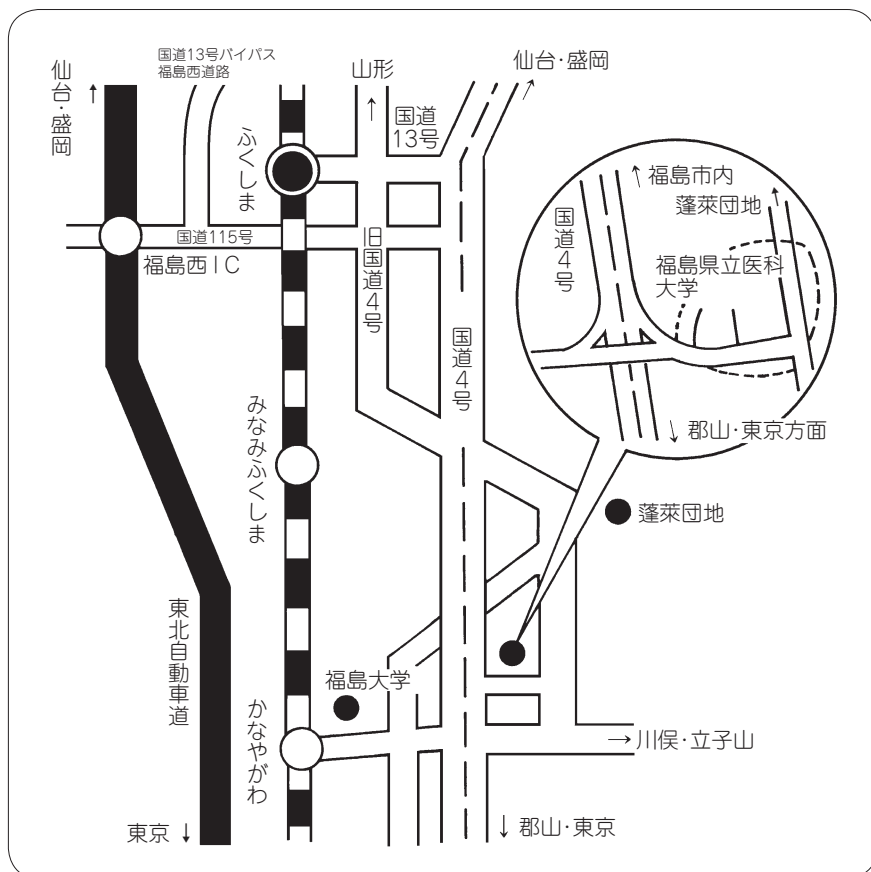 国道13号バイパス
福島西道路
仙台・盛岡
↑
山形
↑
仙台・盛岡
↑
国道
13号
ふくしま
国道115号
福島西IC
旧国道4号
国道4号
↑福島市内
蓬萊団地
↑
国道4号
福島県立医科
大学
↓郡山・東京方面
みなみふくしま
蓬萊団地
東北自動車道
福島大学
かなやがわ
→川俣・立子山
東京↓
↓郡山・東京